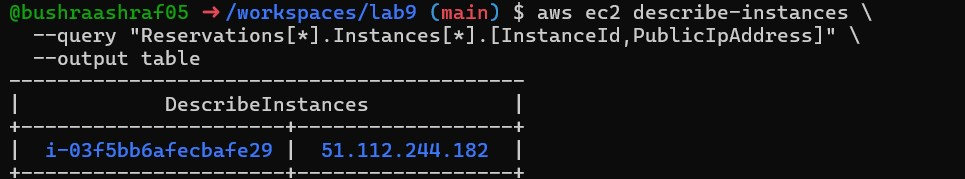 @bushraashraf05 ➜ /workspaces/lab9 (main) $ aws ec2 describe-instances \
  --query "Reservations[*].Instances[*].[InstanceId,PublicIpAddress]" \
  --output table
-------------------------------------------
|            DescribeInstances            |
+----------------------+------------------+
|  i-03f5bb6afecbafe29 |  51.112.244.182  |
+----------------------+------------------+